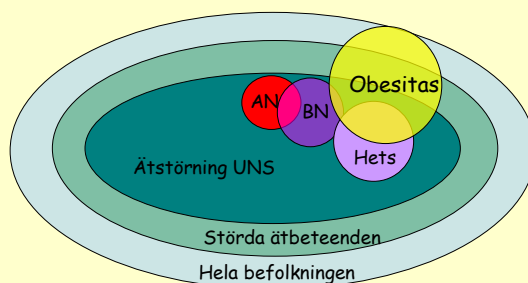 Obesitas
AN
BN
Hets
Ätstörning UNS
Störda ätbeteenden
Hela befolkningen